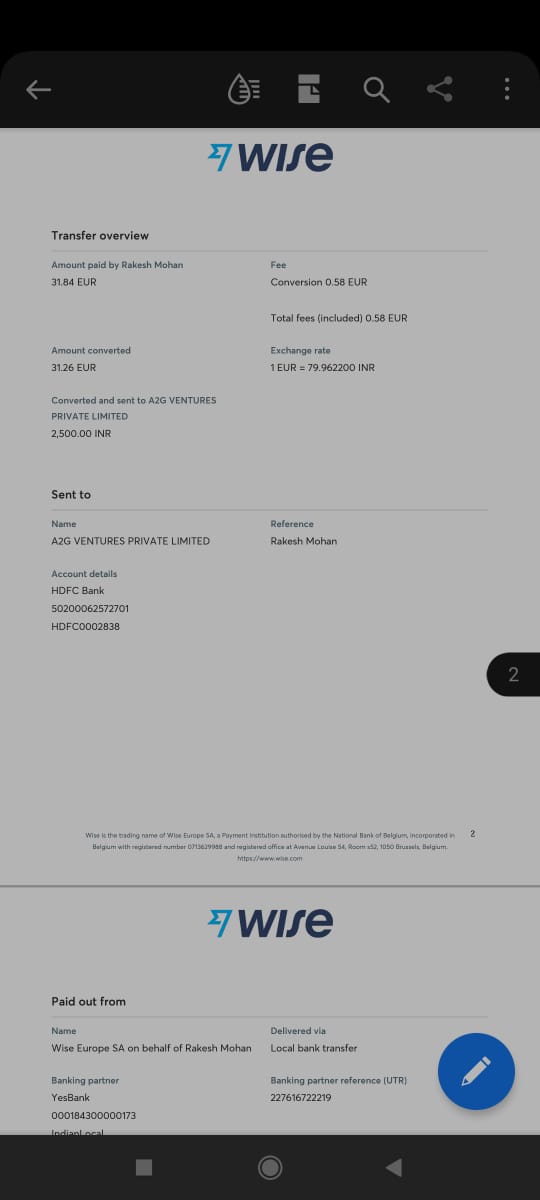 wise
Transfer overview
Amount paid by Rakesh Mohan
31.84 EUR
Fee
Conversion 0.58 EUR
Total fees (included) 0.58 EUR
Amount converted
31.26 EUR
Exchange rate
1 EUR = 79.962200 INR
Converted and sent to A2G VENTURES
PRIVATE LIMITED
2,500.00 INR
Sent to
Name
A2G VENTURES PRIVATE LIMITED
Reference
Rakesh Mohan
Account details
HDFC Bank
50200062572701
HDFC0002838
2
Wise is the trading name of Wise Europe SA, a Payment Institution authorised by the National Bank of Belgium, incorporated in
Belgium with registered number 0713629988 and registered office at Avenue Louise 54, Room s52, 1050 Brussels, Belgium.
https://www.wise.com
2
wise
Paid out from
Name
Wise Europe SA on behalf of Rakesh Mohan
Delivered via
Local bank transfer
Banking partner
YesBank
000184300000173
IndianLocal
Banking partner reference (UTR)
227616722219